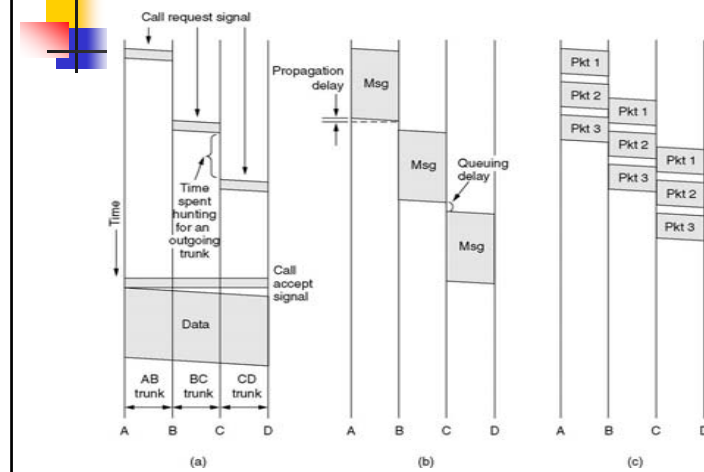 Call request signal
Time
Time
spent
hunting
for an
outgoing
trunk
Call
accept
signal
Data
AB
trunk
BC
trunk
CD
trunk
A
B
C
D
(a)
Propagation
delay
Msg
Msg
Queuing
delay
Msg
A
B
C
D
(b)
Pkt 1
Pkt 2
Pkt 3
Pkt 1
Pkt 2
Pkt 3
Pkt 1
Pkt 2
Pkt 3
A
B
C
D
(c)